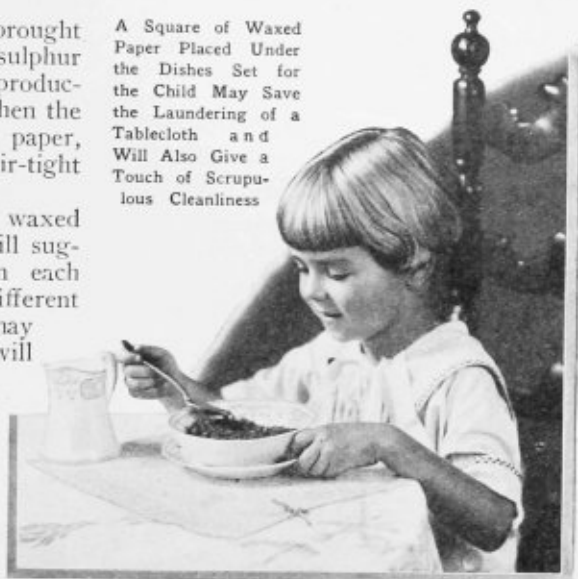 brought
sulphur
produc-
hen the
paper,
ir-tight
waxed
ill sug-
n each
ifferent
may
will
A Square of Waxed
Paper Placed Under
the Dishes Set for
the Child May Save
the Laundering of a
Tablecloth and
Will Also Give a
Touch of Scrupu-
lous Cleanliness